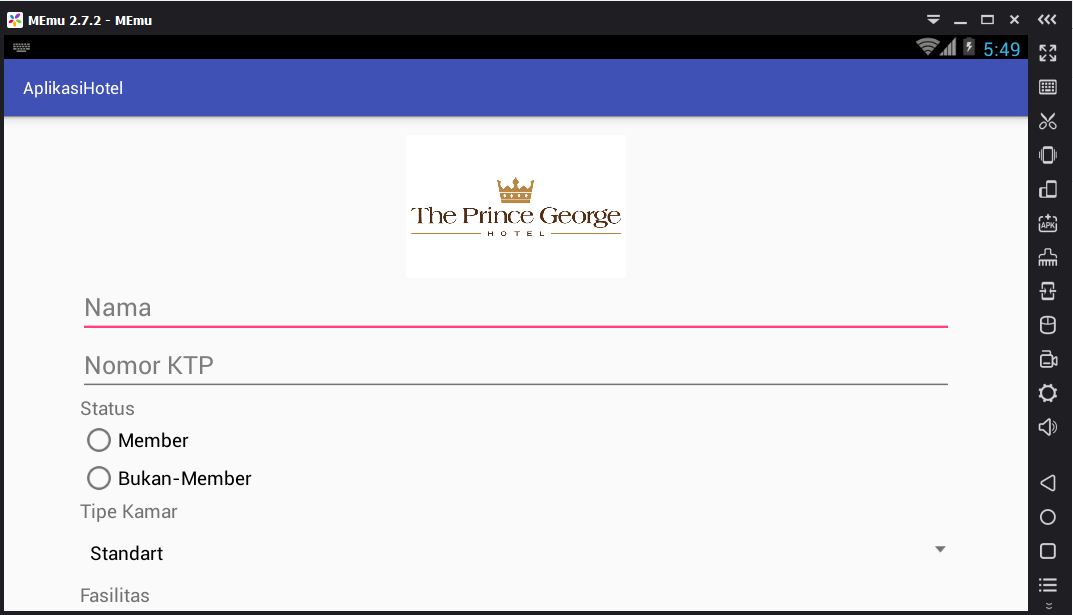 MEmu 2.7.2 - MEmu
5:49
AplikasiHotel
The Prince George
HOTEL
Nama
Nomor KTP
Status
Member
Bukan-Member
Tipe Kamar
Standart
Fasilitas
APK